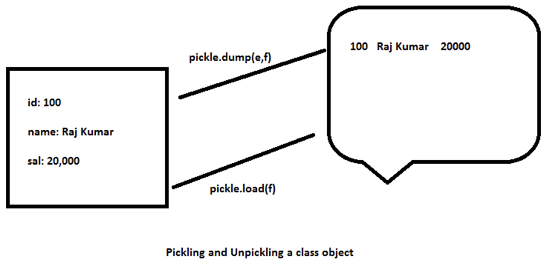 id: 100
name: Raj Kumar
sal: 20,000
pickle.dump(e,f)
pickle.load(f)
100 Raj Kumar 20000
Pickling and Unpickling a class object